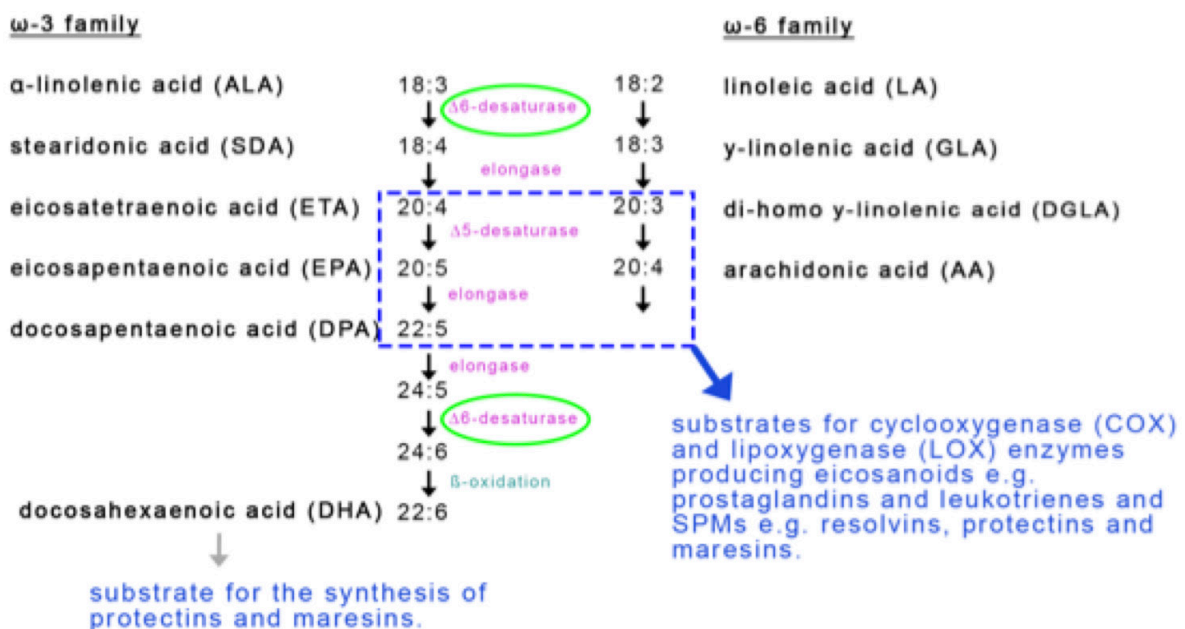 ω-3 family ω-6 family
α-linolenic acid (ALA) 18:3 18:2 linoleic acid (LA)
Δ6-desaturase
stearidonic acid (SDA) 18:4 18:3 y-linolenic acid (GLA)
elongase
eicosatetraenoic acid (ETA) 20:4 20:3 di-homo y-linolenic acid (DGLA)
Δ5-desaturase
eicosapentaenoic acid (EPA) 20:5 20:4 arachidonic acid (AA)
elongase
docosapentaenoic acid (DPA) 22:5
elongase
24:5
Δ6-desaturase
24:6
ß-oxidation
docosahexaenoic acid (DHA) 22:6
substrates for cyclooxygenase (COX)
and lipoxygenase (LOX) enzymes
producing eicosanoids e.g.
prostaglandins and leukotrienes and
SPMs e.g. resolvins, protectins and
maresins.
substrate for the synthesis of
protectins and maresins.